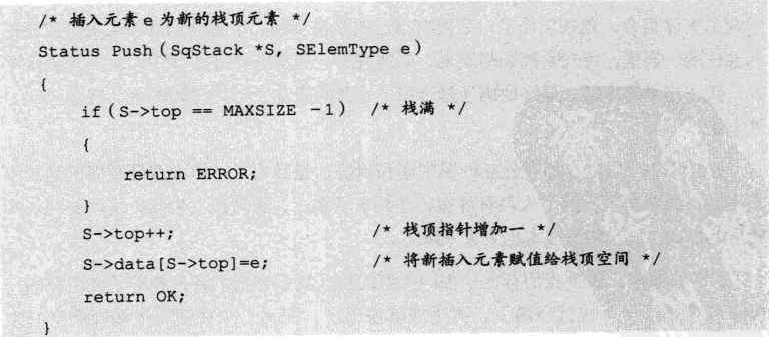 /* 插入元素 e 为新的栈顶元素 */
Status Push（SqStack *S, SElemType e）
{
if（S->top == MAXSIZE －1） /* 栈满 */
{
return ERROR;
}
S->top++; /* 栈顶指针增加一 */
S->data[S->top]=e; /* 将新插入元素赋值给栈顶空间 */
return OK;
}